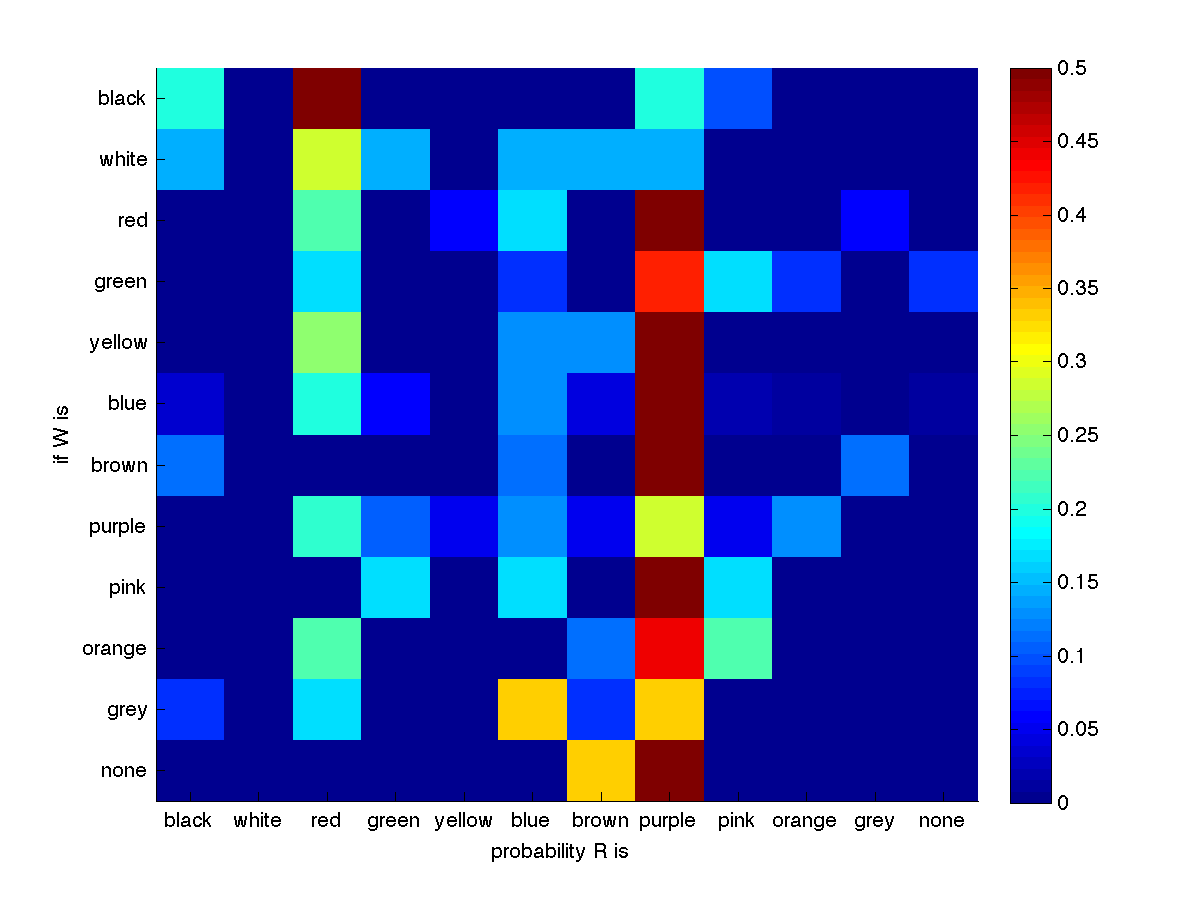 black
white
red
green
yellow
blue
brown
purple
pink
orange
grey
none
if W is
black white red green yellow blue brown purple pink orange grey none
probability R is
0.5
0.45
0.4
0.35
0.3
0.25
0.2
0.15
0.1
0.05
0